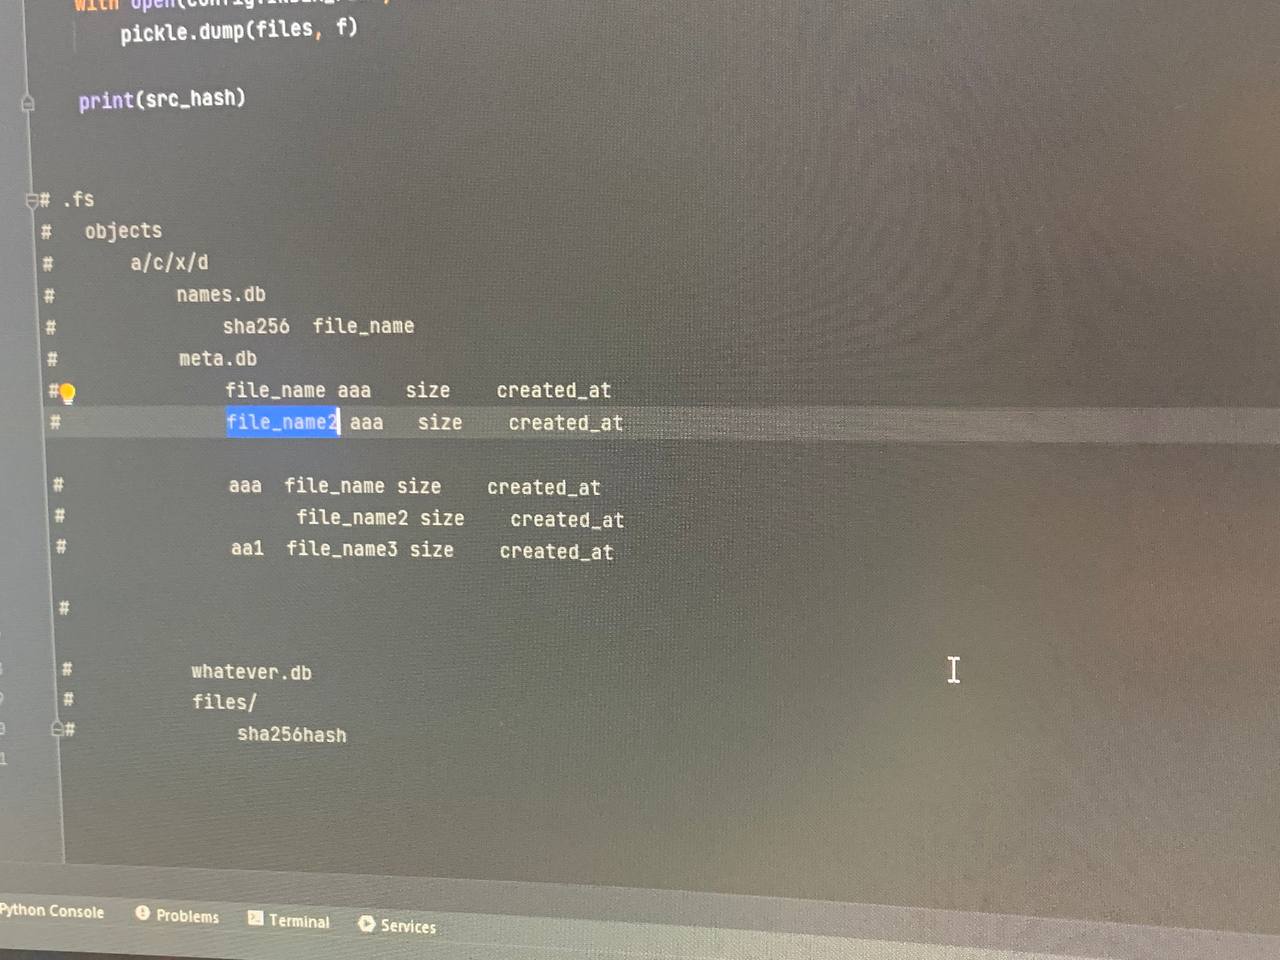 with open(config.
pickle.dump(files, f)
print(src_hash)
# .fs
# objects
# a/c/x/d
# names.db
# sha256 file_name
# meta.db
# file_name aaa size created_at
# file_name2 aaa size created_at
# aaa file_name size created_at
# file_name2 size created_at
# aa1 file_name3 size created_at
#
# whatever.db
# files/
# sha256hash
Python Console Problems Terminal Services